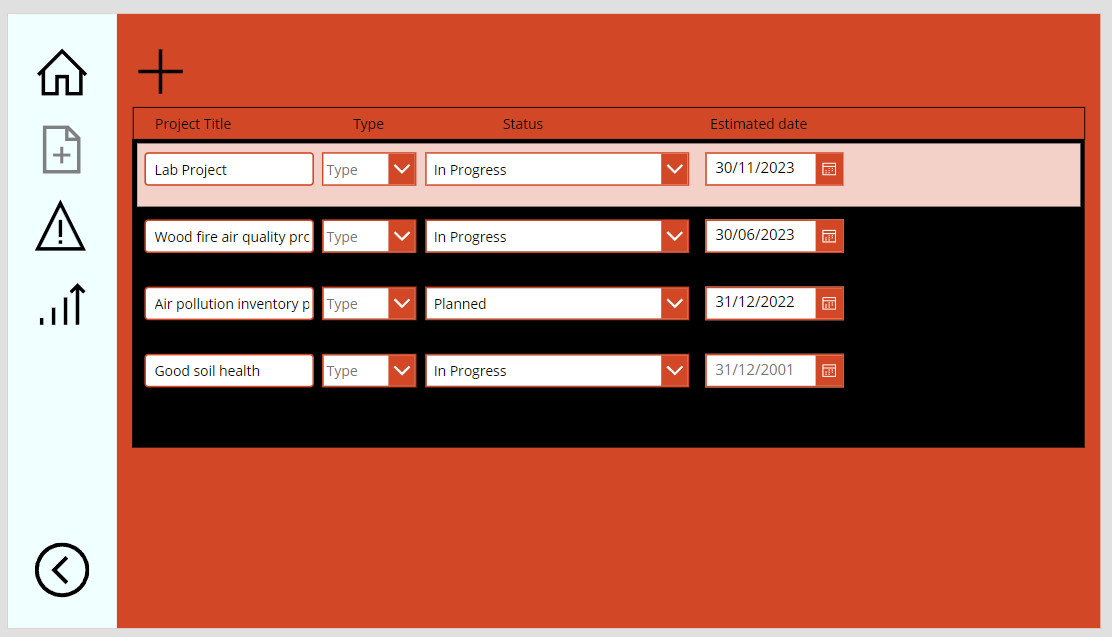 Project Title Type Status Estimated date
Lab Project Type In Progress 30/11/2023
Wood fire air quality Type In Progress 30/06/2023
Air pollution inventory Type Planned 31/12/2022
Good soil health Type In Progress 31/12/2001